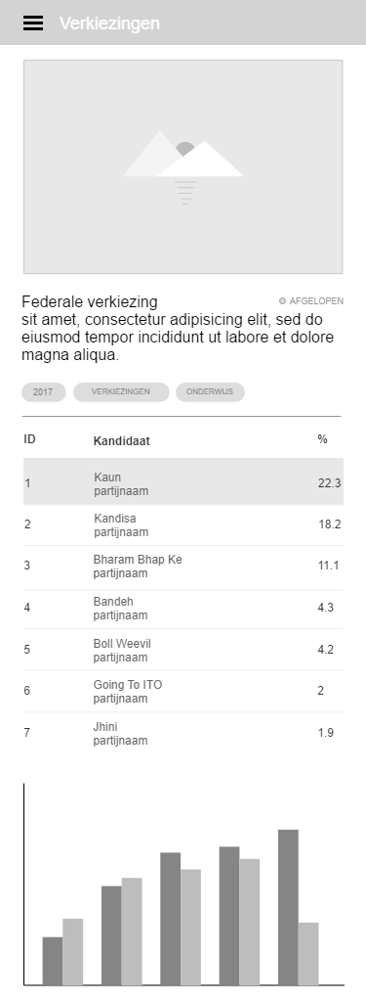 Verkiezingen
Federale verkiezing
AFGELOPEN
sit amet, consectetur adipisicing elit, sed do
eiusmod tempor incididunt ut labore et dolore
magna aliqua.
2017 VERKIEZINGEN ONDERWIJS
ID Kandidaat %
1 Kaun 22.3
partijnaam
2 Kandisa 18.2
partijnaam
3 Bharam Bhap Ke 11.1
partijnaam
4 Bandeh 4.3
partijnaam
5 Boll Weevil 4.2
partijnaam
6 Going To ITO 2
partijnaam
7 Jhini 1.9
partijnaam